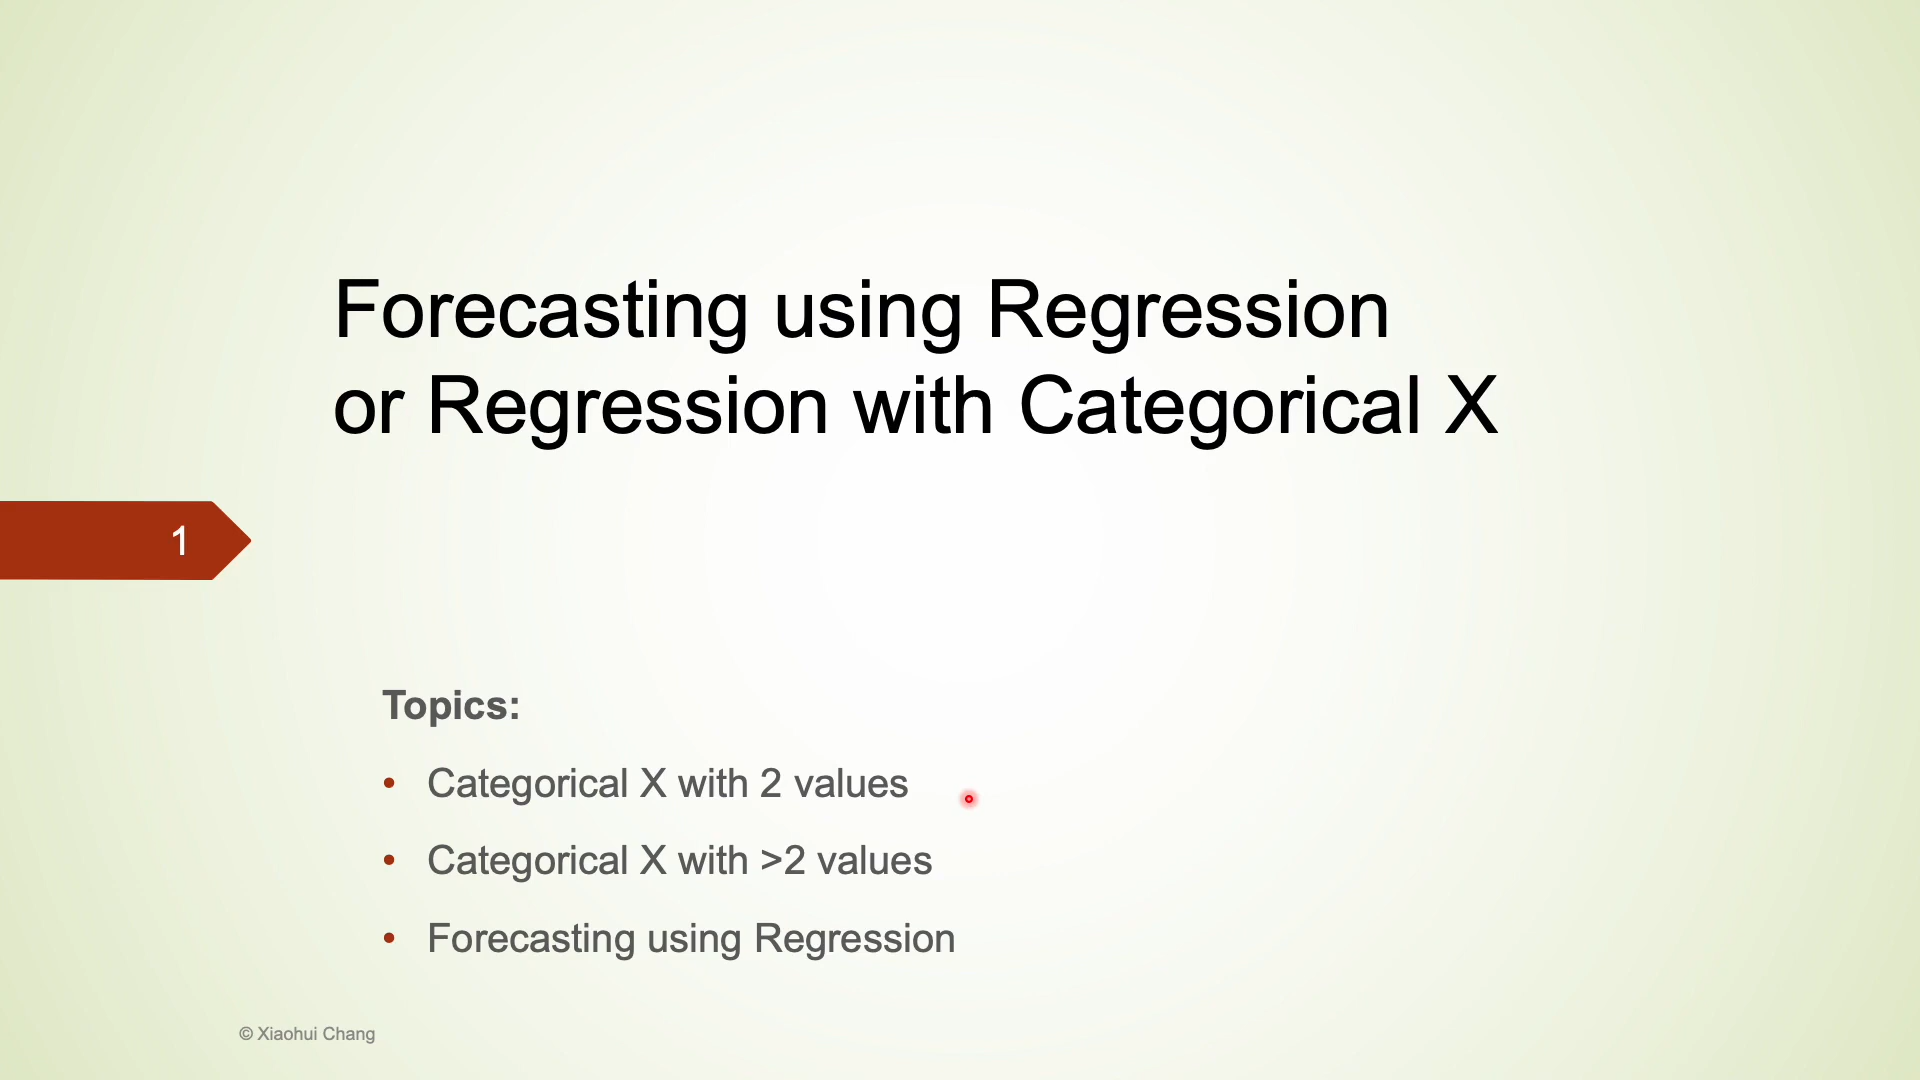 Forecasting using Regression
or Regression with Categorical X
1
Topics:
• Categorical X with 2 values
• Categorical X with >2 values
• Forecasting using Regression
© Xiaohui Chang